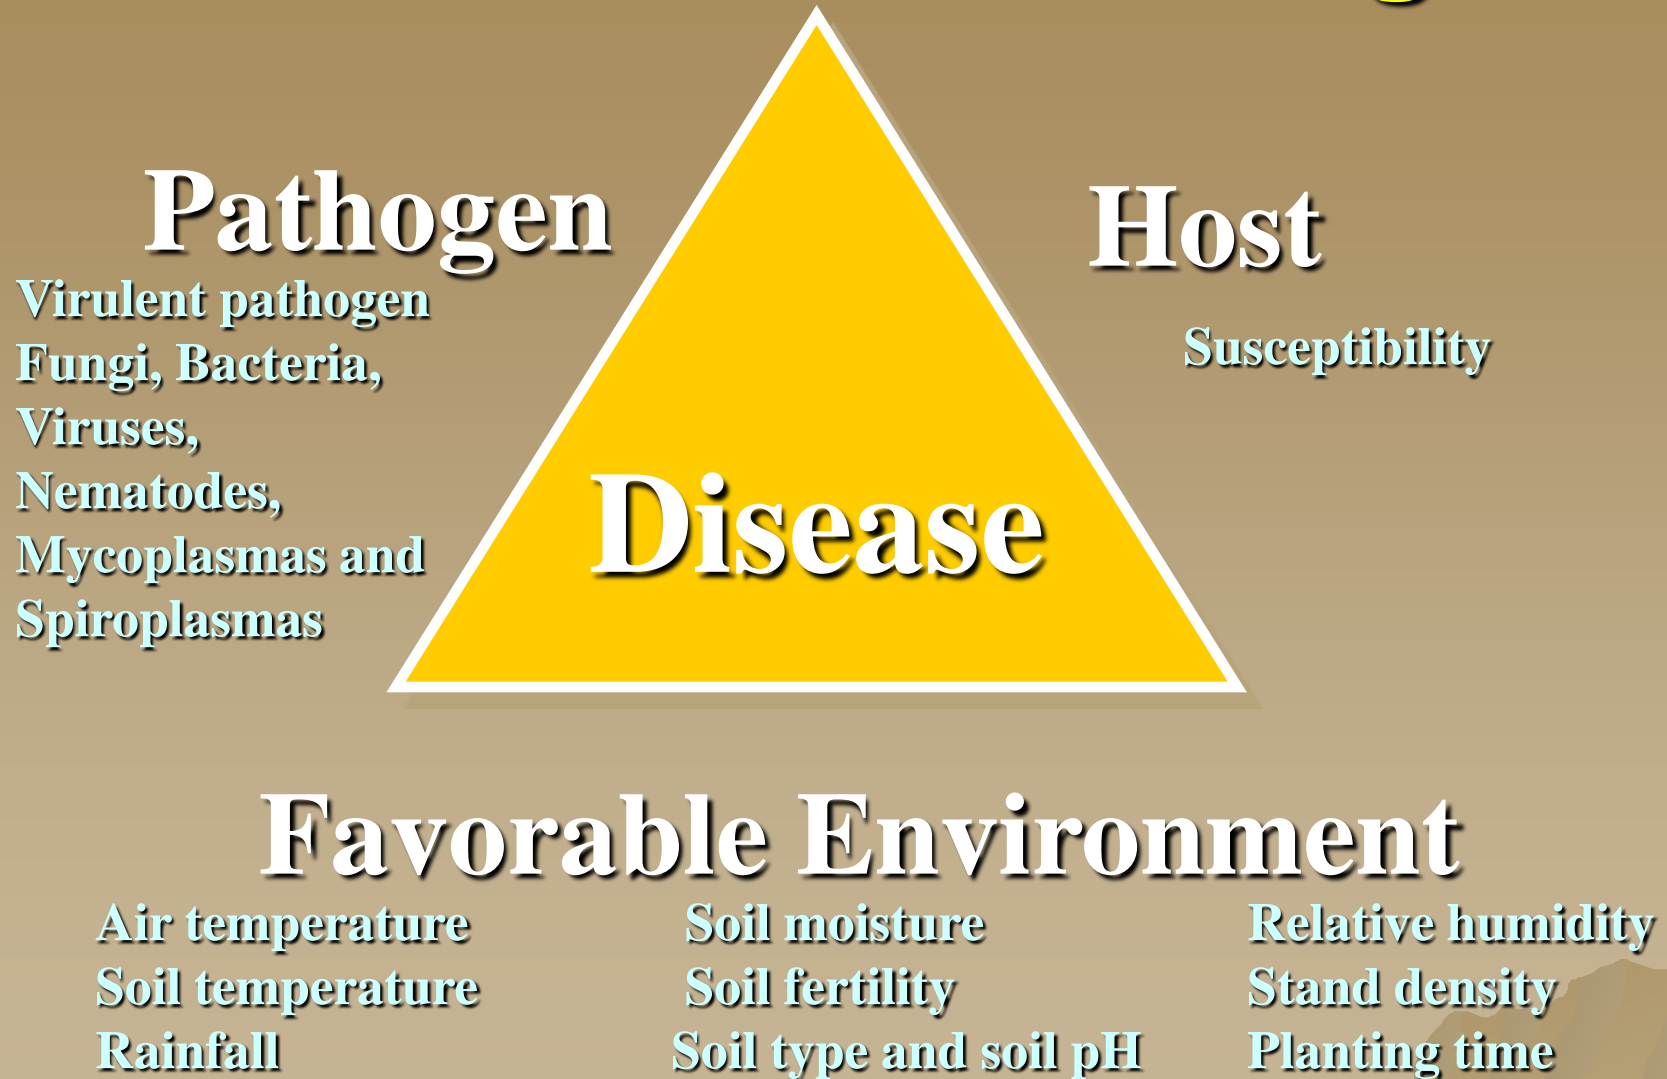 Pathogen
Virulent pathogen
Fungi, Bacteria,
Viruses,
Nematodes,
Mycoplasmas and
Spiroplasmas
Host
Susceptibility
Disease
Favorable Environment
Air temperature
Soil temperature
Rainfall
Soil moisture
Soil fertility
Soil type and soil pH
Relative humidity
Stand density
Planting time